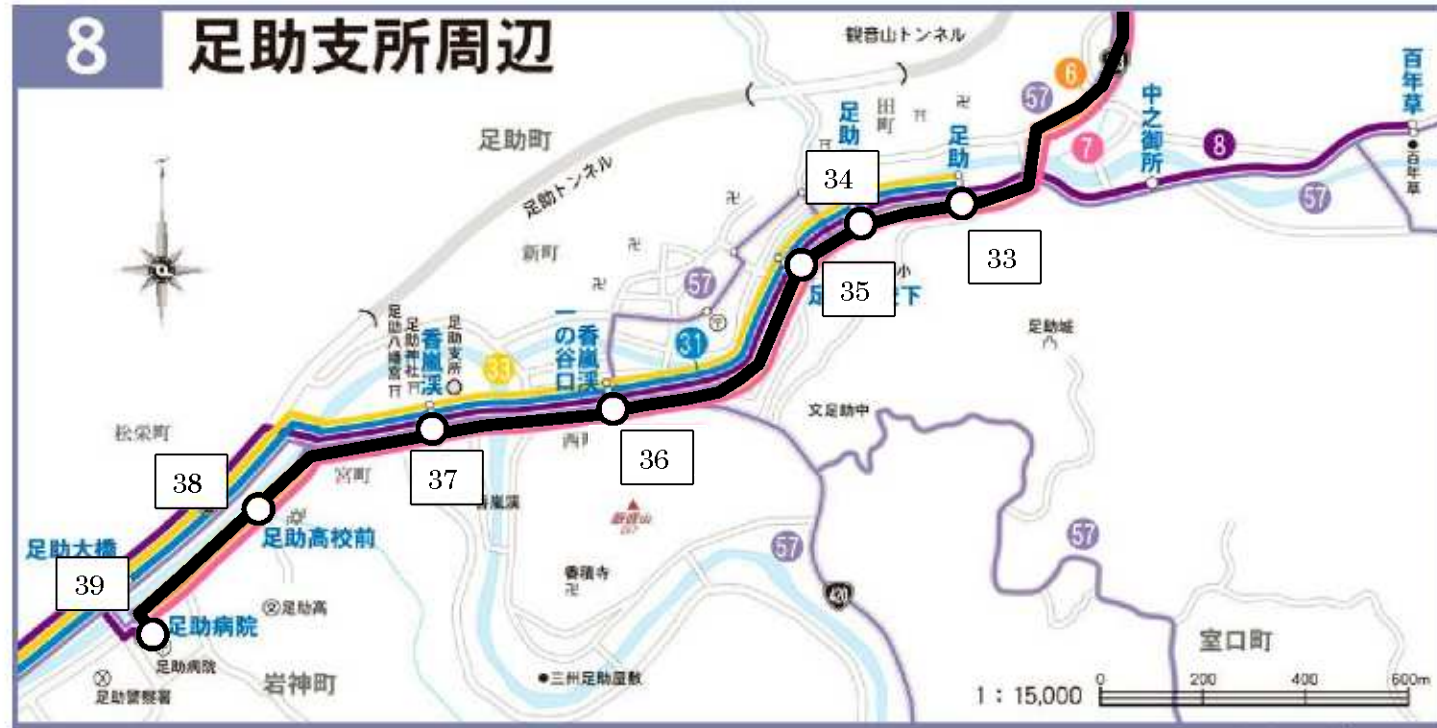 8 足助支所周辺
観音山トンネル
百年草
6
57
足助
田町
足助
中之御所
8
7
足助町
●百年草
足助トンネル
34
57
新町
33
小
35
下
57
足助城
足助支所
香嵐渓
足助神社
足助八幡宮
香嵐渓
一の谷口
31
33
文足助中
松栄町
西
36
38
宮町
37
香嵐渓
飯盛山
57
57
足助高校前
足助大橋
39
香積寺
420
文足助高
足助病院
室口町
足助病院
岩神町
●三州足助屋敷
足助警察署
0 200 400 600m
1:15,000